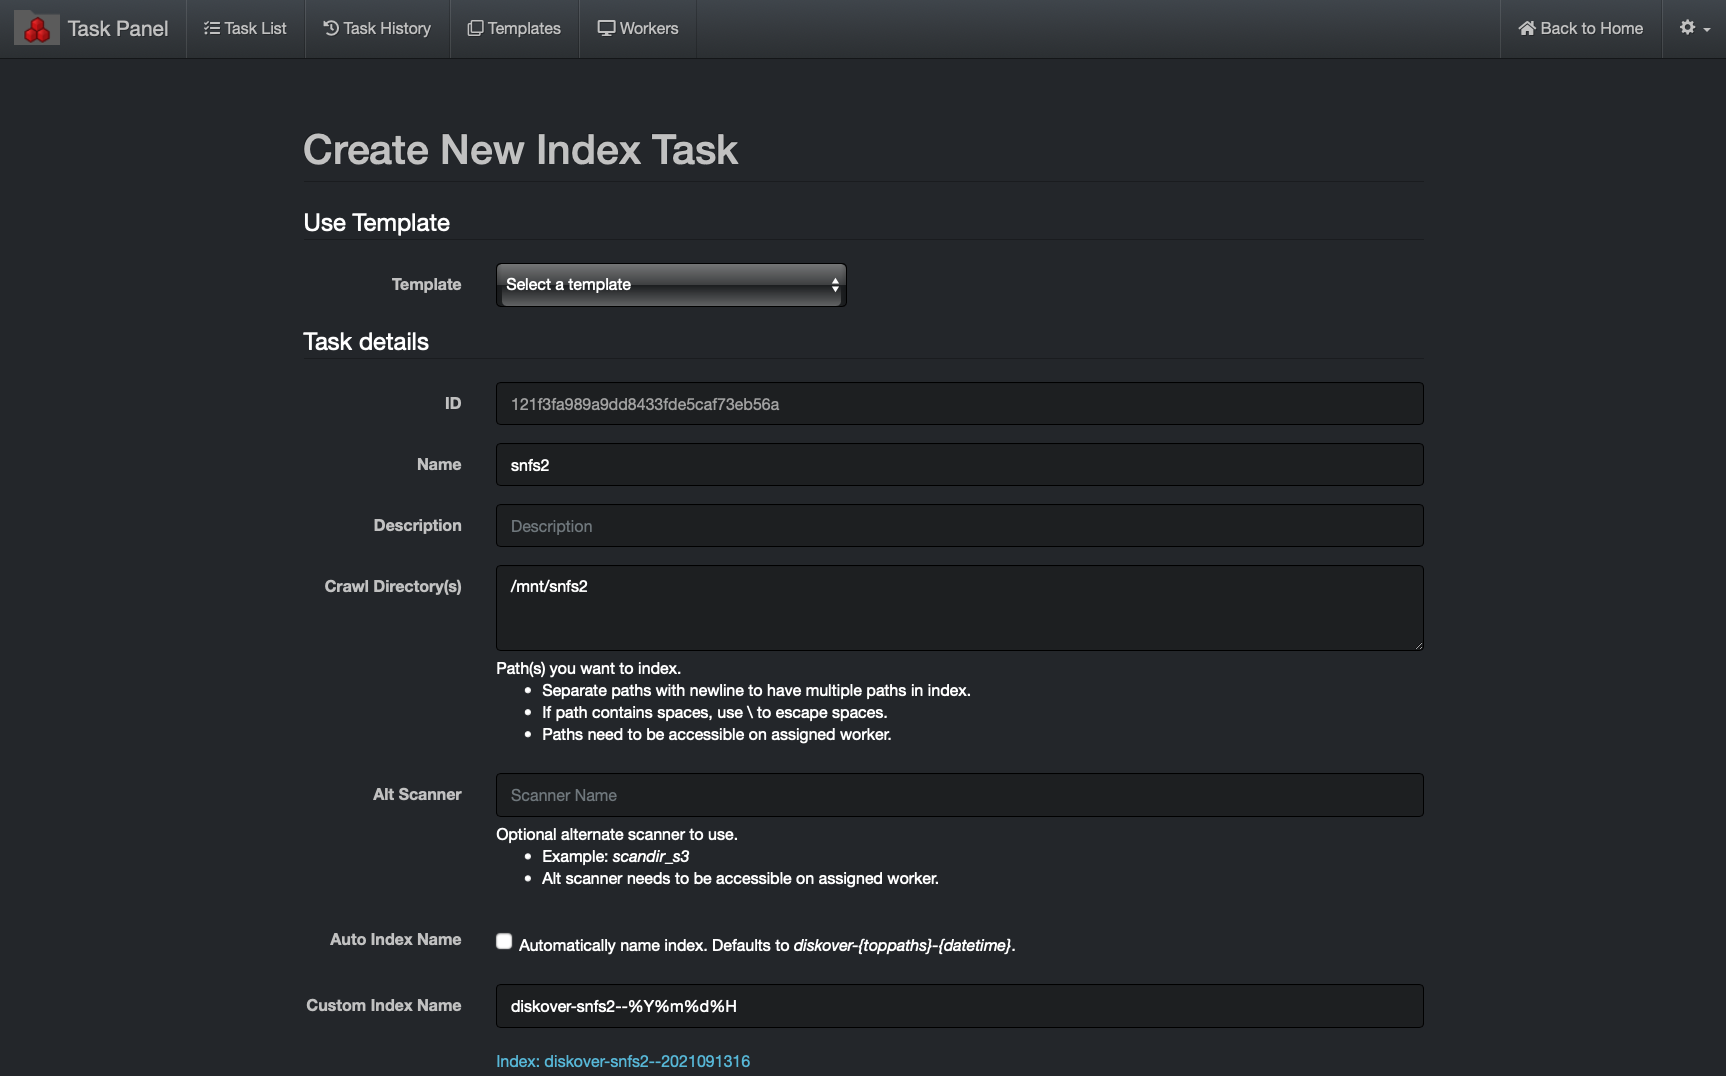 Task Panel
Task List
Task History
Templates
Workers
Back to Home
Create New Index Task
Use Template
Template
Select a template
Task details
ID
121f3fa989a9dd8433fde5caf73eb56a
Name
snfs2
Description
Description
Crawl Directory(s)
/mnt/snfs2
Path(s) you want to index.
• Separate paths with newline to have multiple paths in index.
• If path contains spaces, use \ to escape spaces.
• Paths need to be accessible on assigned worker.
Alt Scanner
Scanner Name
Optional alternate scanner to use.
• Example: scandir_s3
• Alt scanner needs to be accessible on assigned worker.
Auto Index Name
Automatically name index. Defaults to diskover-{toppaths}-{datetime}.
Custom Index Name
diskover-snfs2--%Y%m%d%H
Index: diskover-snfs2--2021091316